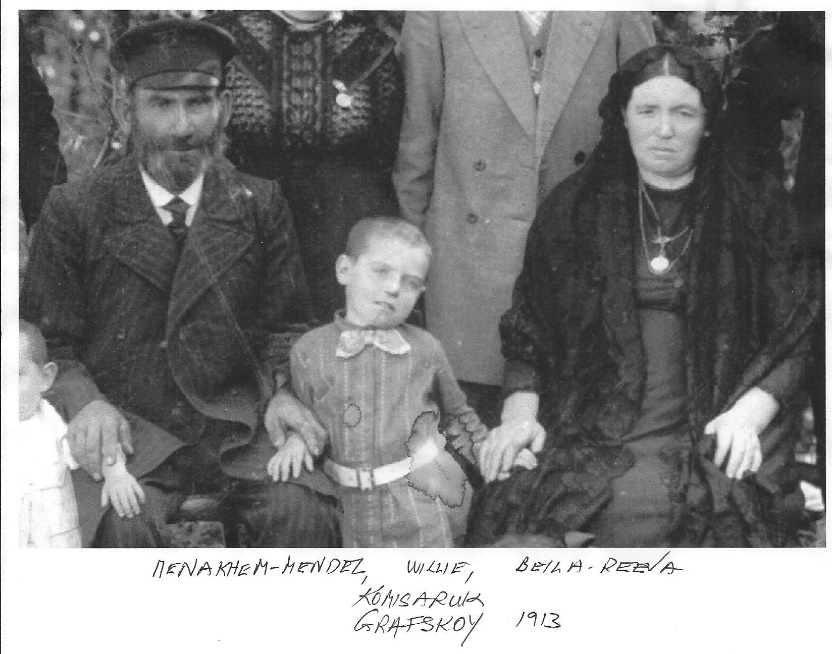 MENAKHEM-MENDEL, WILLIE, BEILA-REEVA
KOMISARUK
GRAFSKOY 1913